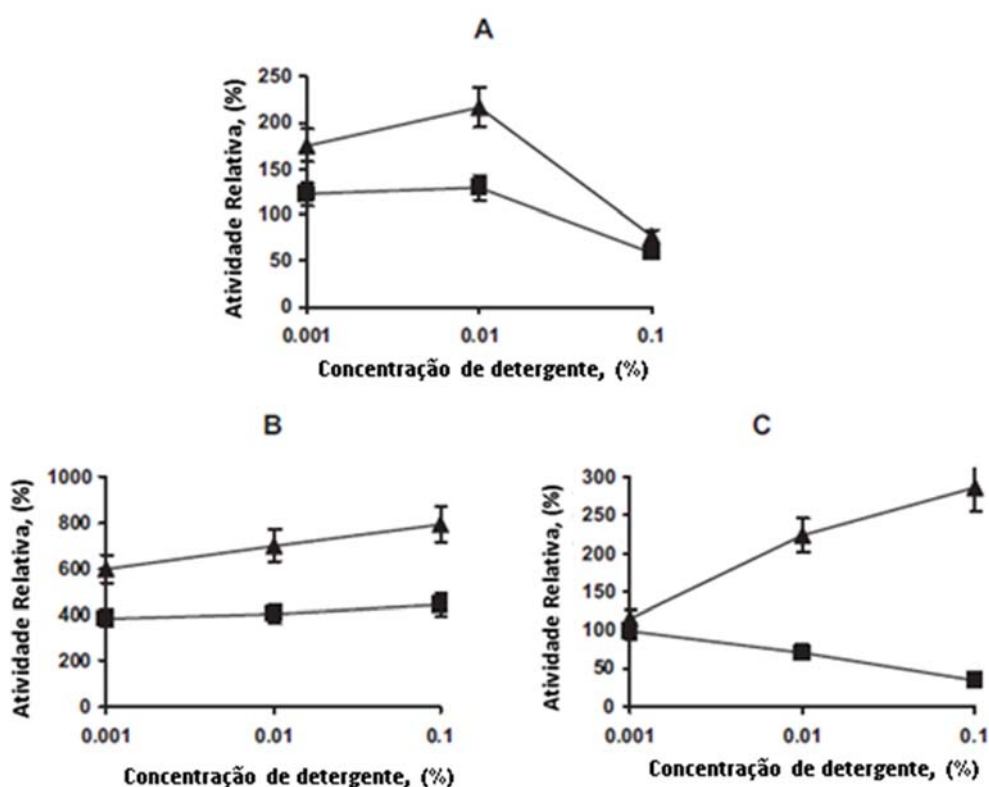 A
Atividade Relativa, (%)
250
200
150
100
50
0
0.001 0.01 0.1
Concentração de detergente, (%)
B
Atividade Relativa, (%)
1000
800
600
400
200
0
0.001 0.01 0.1
Concentração de detergente, (%)
C
Atividade Relativa, (%)
300
250
200
150
100
50
0
0.001 0.01 0.1
Concentração de detergente, (%)